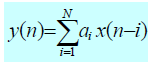 y(n)=∑_{i=1}^{N} a_i x(n−i)